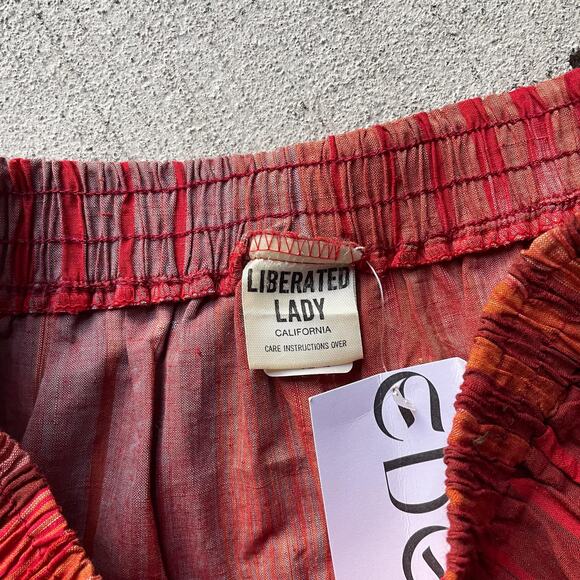 LIBERATED
LADY
CALIFORNIA
CARE INSTRUCTIONS OVER